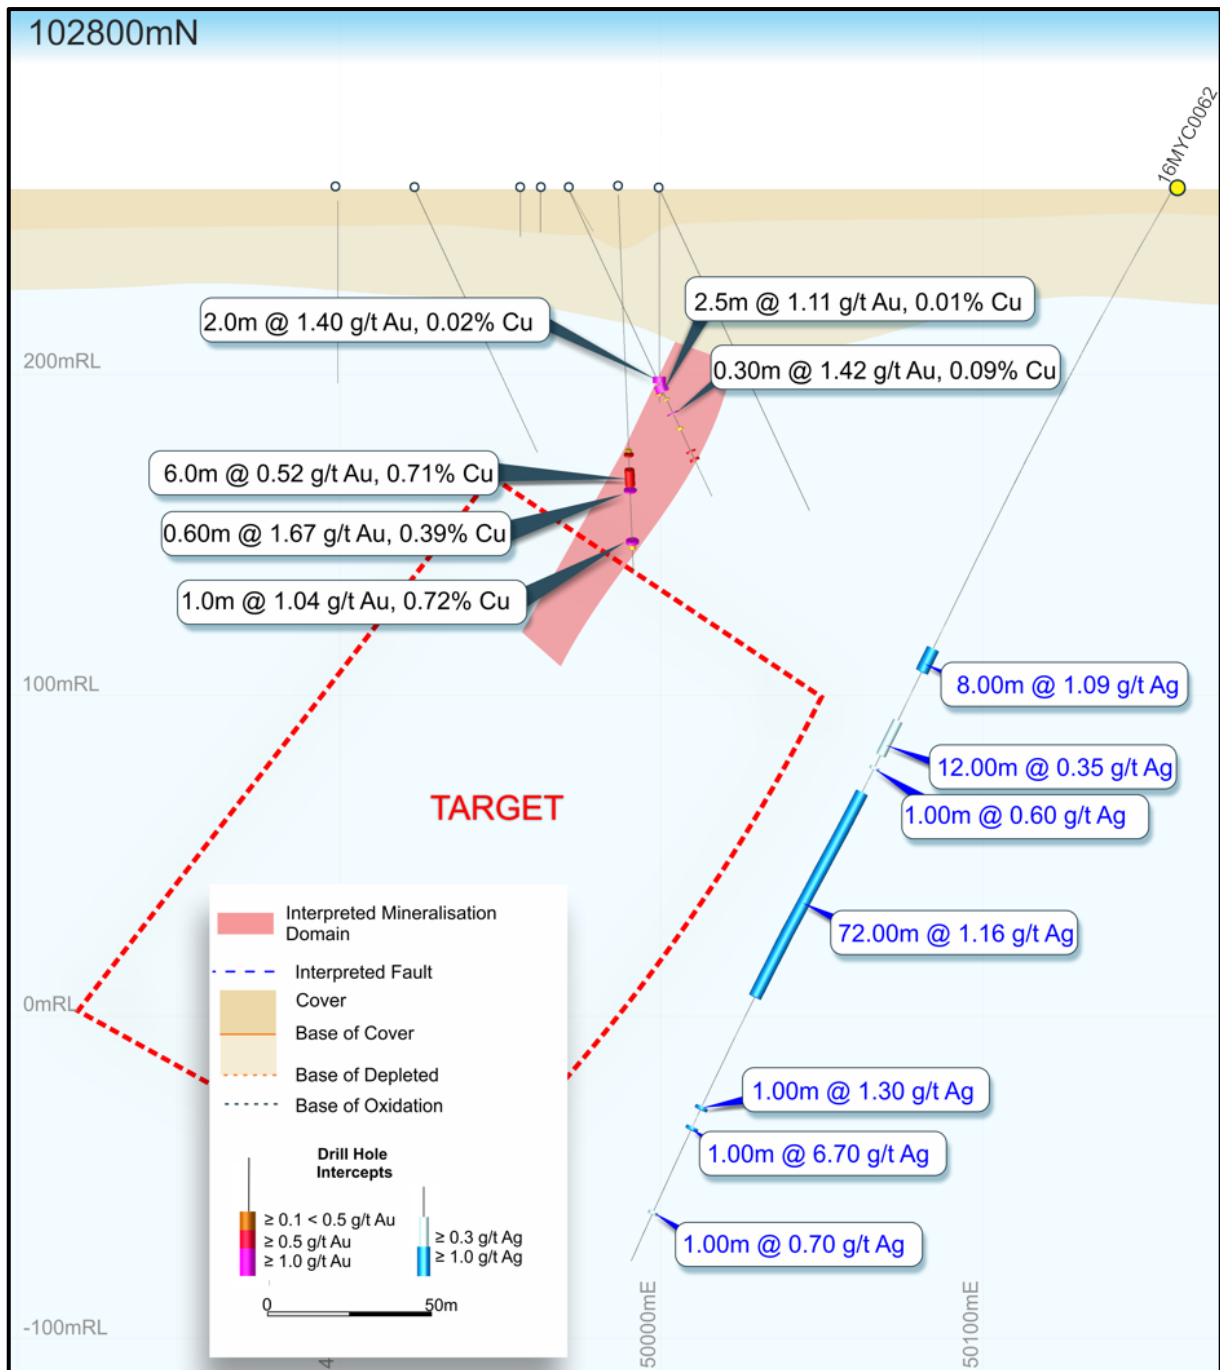 102800mN
16MYC0062
2.5m @ 1.11 g/t Au, 0.01% Cu
2.0m @ 1.40 g/t Au, 0.02% Cu
200mRL
0.30m @ 1.42 g/t Au, 0.09% Cu
6.0m @ 0.52 g/t Au, 0.71% Cu
0.60m @ 1.67 g/t Au, 0.39% Cu
1.0m @ 1.04 g/t Au, 0.72% Cu
100mRL
8.00m @ 1.09 g/t Ag
12.00m @ 0.35 g/t Ag
1.00m @ 0.60 g/t Ag
TARGET
72.00m @ 1.16 g/t Ag
0mRL
1.00m @ 1.30 g/t Ag
1.00m @ 6.70 g/t Ag
1.00m @ 0.70 g/t Ag
Interpreted Mineralisation
Domain
Interpreted Fault
Cover
Base of Cover
Base of Depleted
Base of Oxidation
Drill Hole
Intercepts
≥ 0.1 < 0.5 g/t Au
≥ 0.5 g/t Au
≥ 1.0 g/t Au
≥ 0.3 g/t Ag
≥ 1.0 g/t Ag
0 50m
-100mRL
50000mE
50100mE